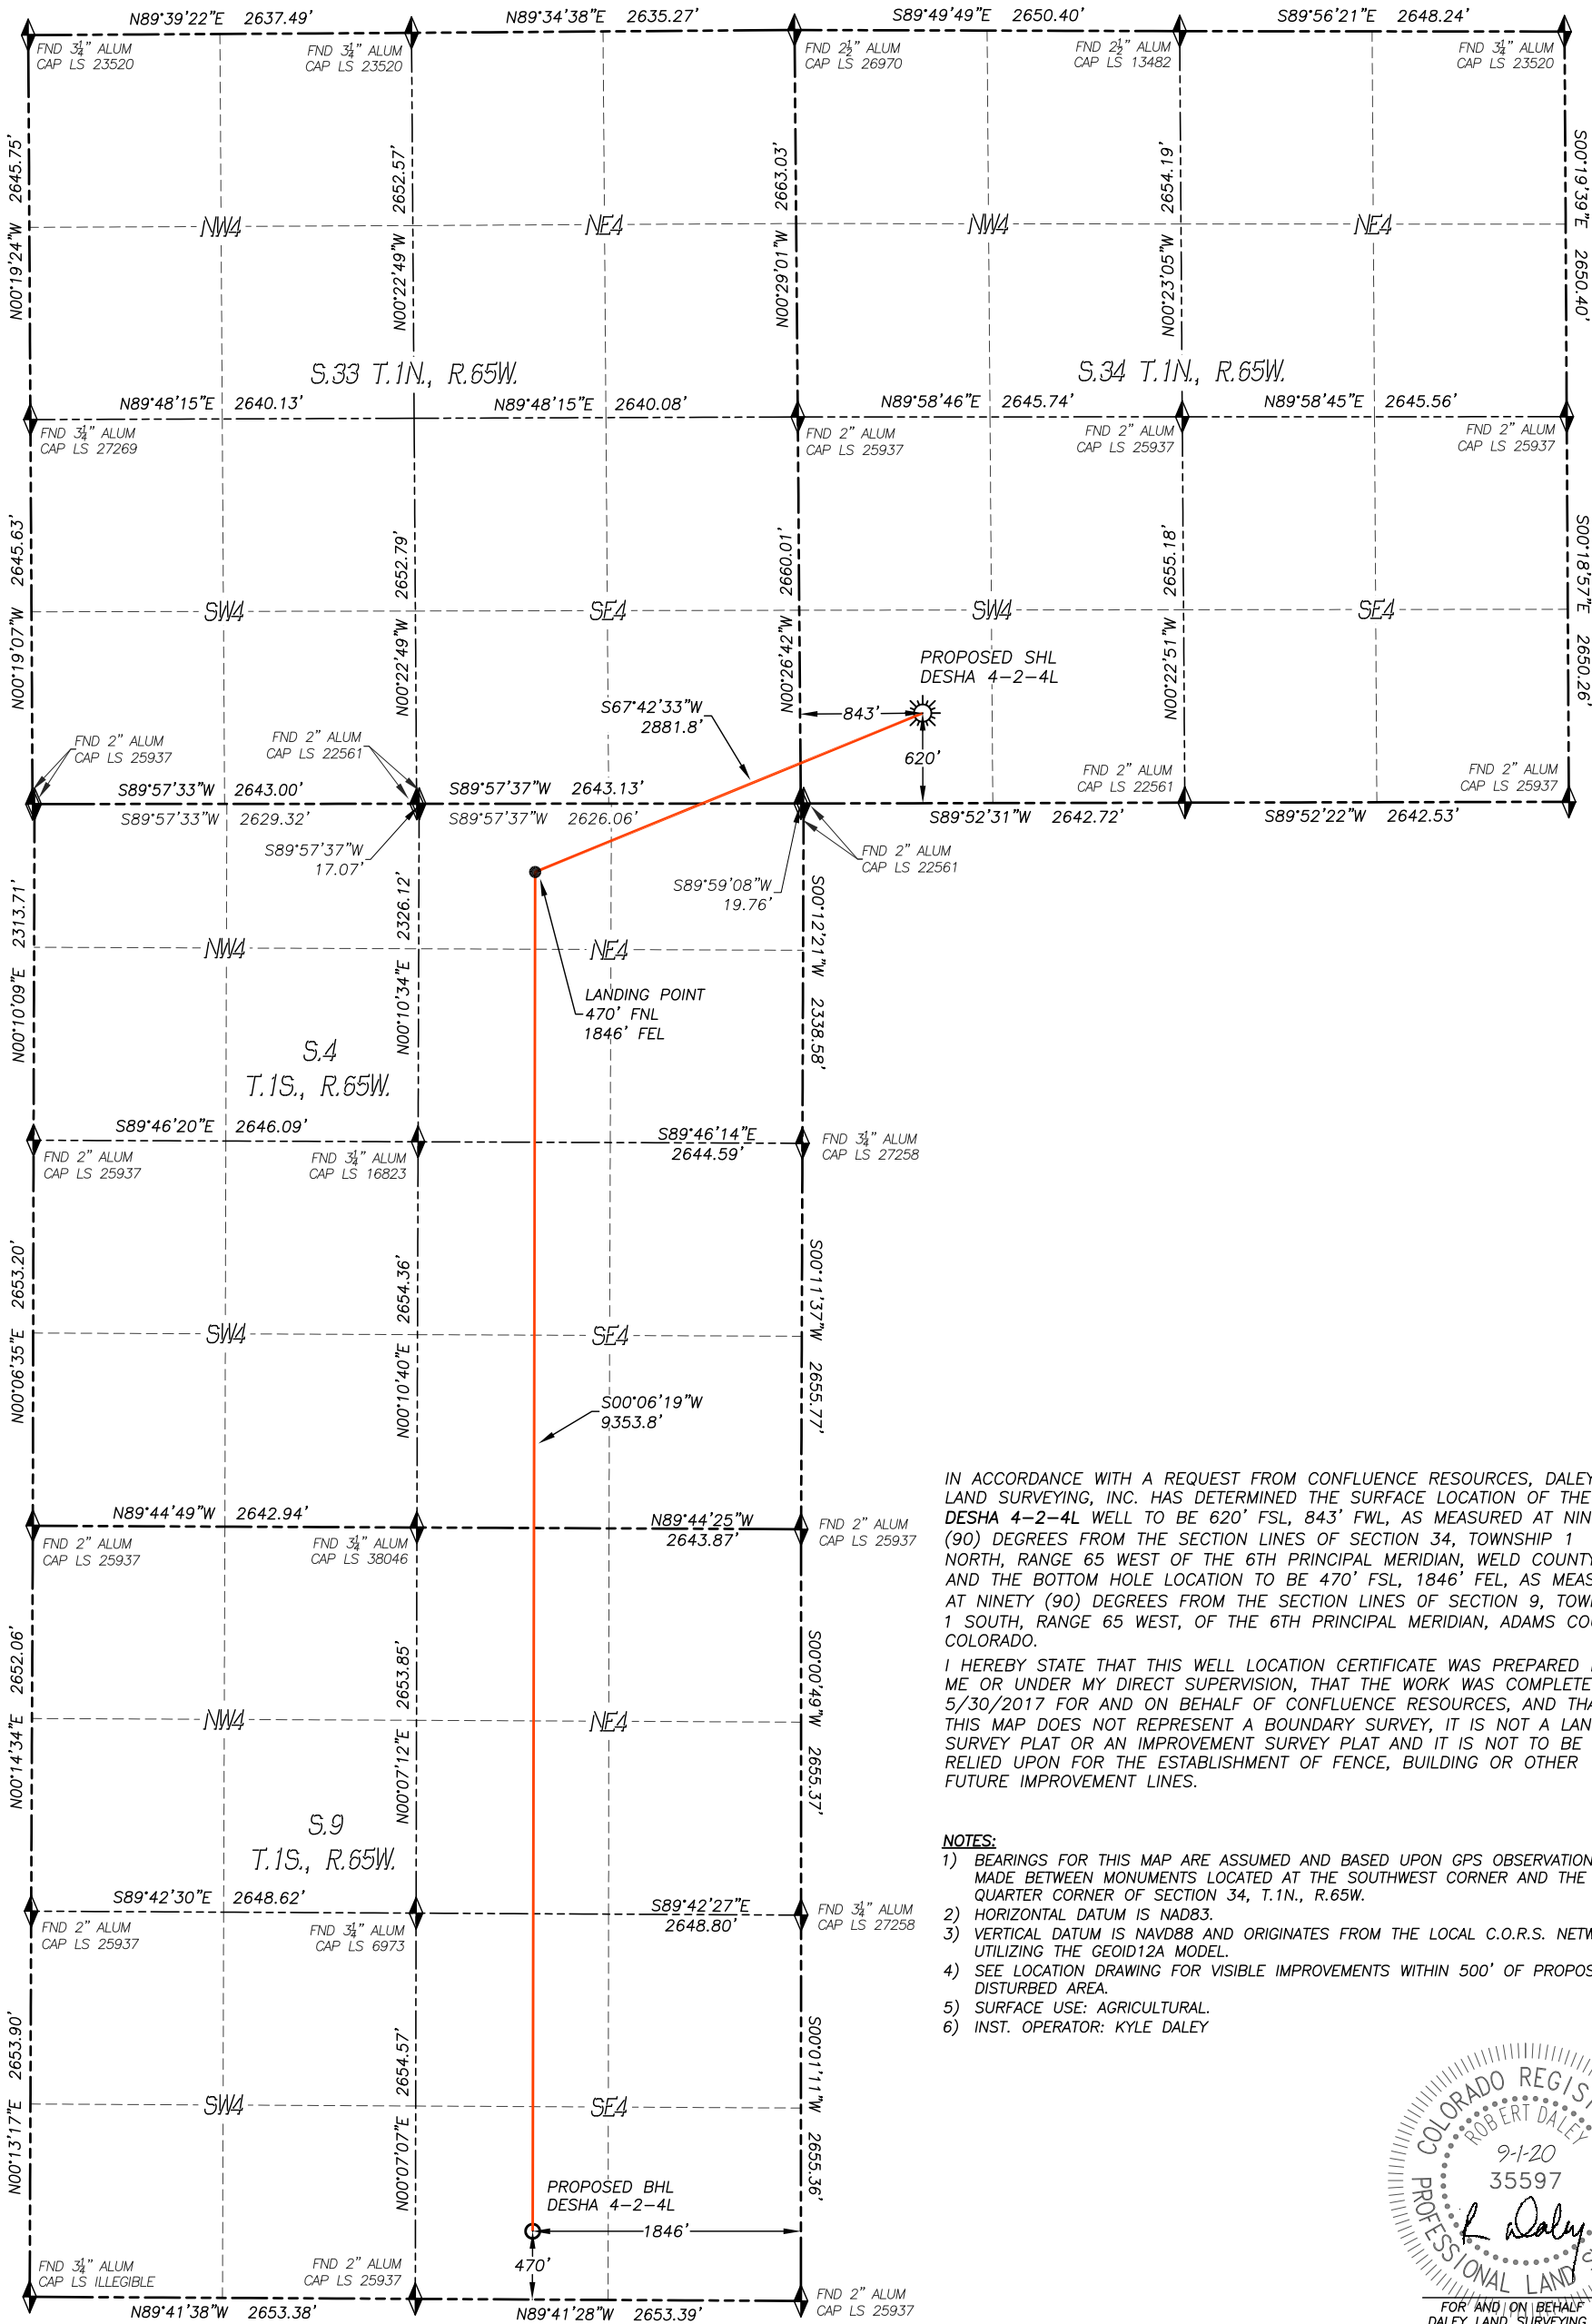 N89°39'22"E 2637.49'
N89°34'38"E 2635.27'
S89°49'49"E 2650.40'
S89°56'21"E 2648.24'
FND 3¼" ALUM
CAP LS 23520
FND 3¼" ALUM
CAP LS 23520
FND 2½" ALUM
CAP LS 26970
FND 2½" ALUM
CAP LS 13482
FND 3¼" ALUM
CAP LS 23520
N00°19'24"W 2645.75'
N00°22'49"W 2652.57'
N00°29'01"W 2663.03'
N00°23'05"W 2654.19'
S00°19'39"E 2650.40'
NW4
NE4
NW4
NE4
S.33 T.1N., R.65W.
S.34 T.1N., R.65W.
N89°48'15"E 2640.13'
N89°48'15"E 2640.08'
N89°58'46"E 2645.74'
N89°58'45"E 2645.56'
FND 3¼" ALUM
CAP LS 27269
FND 2" ALUM
CAP LS 25937
FND 2" ALUM
CAP LS 25937
FND 2" ALUM
CAP LS 25937
N00°19'07"W 2645.63'
N00°22'49"W 2652.79'
N00°26'42"W 2660.01'
N00°22'51"W 2655.18'
S00°18'57"E 2650.26'
SW4
SE4
SW4
SE4
PROPOSED SHL
DESHA 4-2-4L
S67°42'33"W
2881.8'
843'
620'
FND 2" ALUM
CAP LS 25937
FND 2" ALUM
CAP LS 22561
FND 2" ALUM
CAP LS 22561
FND 2" ALUM
CAP LS 25937
S89°57'33"W 2643.00'
S89°57'37"W 2643.13'
S89°57'33"W 2629.32'
S89°57'37"W 2626.06'
S89°52'31"W 2642.72'
S89°52'22"W 2642.53'
S89°57'37"W
17.07'
FND 2" ALUM
CAP LS 22561
S89°59'08"W
19.76'
N00°10'09"E 2313.71'
N00°10'34"E 2326.12'
S00°12'21"W 2338.58'
NW4
NE4
LANDING POINT
470' FNL
1846' FEL
S.4
T.1S., R.65W.
S89°46'20"E 2646.09'
S89°46'14"E
2644.59'
FND 2" ALUM
CAP LS 25937
FND 3¼" ALUM
CAP LS 16823
FND 3¼" ALUM
CAP LS 27258
N00°06'35"E 2653.20'
N00°10'40"E 2654.36'
S00°11'37"W 2655.77'
SW4
SE4
S00°06'19"W
9353.8'
N89°44'49"W 2642.94'
N89°44'25"W
2643.87'
FND 2" ALUM
CAP LS 25937
FND 3¼" ALUM
CAP LS 38046
FND 2" ALUM
CAP LS 25937
N00°14'34"E 2652.06'
N00°07'12"E 2653.85'
S00°00'49"W 2655.37'
NW4
NE4
S.9
T.1S., R.65W.
S89°42'30"E 2648.62'
S89°42'27"E
2648.80'
FND 2" ALUM
CAP LS 25937
FND 3¼" ALUM
CAP LS 6973
FND 3¼" ALUM
CAP LS 27258
N00°13'17"E 2653.90'
N00°07'07"E 2654.57'
S00°01'11"W 2655.36'
SW4
SE4
PROPOSED BHL
DESHA 4-2-4L
1846'
470'
FND 3¼" ALUM
CAP LS ILLEGIBLE
FND 2" ALUM
CAP LS 25937
FND 2" ALUM
CAP LS 25937
N89°41'38"W 2653.38'
N89°41'28"W 2653.39'
IN ACCORDANCE WITH A REQUEST FROM CONFLUENCE RESOURCES, DALEY
LAND SURVEYING, INC. HAS DETERMINED THE SURFACE LOCATION OF THE
DESHA 4-2-4L WELL TO BE 620' FSL, 843' FWL, AS MEASURED AT NIN
(90) DEGREES FROM THE SECTION LINES OF SECTION 34, TOWNSHIP 1
NORTH, RANGE 65 WEST OF THE 6TH PRINCIPAL MERIDIAN, WELD COUNTY
AND THE BOTTOM HOLE LOCATION TO BE 470' FSL, 1846' FEL, AS MEAS
AT NINETY (90) DEGREES FROM THE SECTION LINES OF SECTION 9, TOW
1 SOUTH, RANGE 65 WEST, OF THE 6TH PRINCIPAL MERIDIAN, ADAMS CO
COLORADO.
I HEREBY STATE THAT THIS WELL LOCATION CERTIFICATE WAS PREPARED
ME OR UNDER MY DIRECT SUPERVISION, THAT THE WORK WAS COMPLETE
5/30/2017 FOR AND ON BEHALF OF CONFLUENCE RESOURCES, AND THA
THIS MAP DOES NOT REPRESENT A BOUNDARY SURVEY, IT IS NOT A LAN
SURVEY PLAT OR AN IMPROVEMENT SURVEY PLAT AND IT IS NOT TO BE
RELIED UPON FOR THE ESTABLISHMENT OF FENCE, BUILDING OR OTHER
FUTURE IMPROVEMENT LINES.
NOTES:
1) BEARINGS FOR THIS MAP ARE ASSUMED AND BASED UPON GPS OBSERVATION
MADE BETWEEN MONUMENTS LOCATED AT THE SOUTHWEST CORNER AND THE
QUARTER CORNER OF SECTION 34, T.1N., R.65W.
2) HORIZONTAL DATUM IS NAD83.
3) VERTICAL DATUM IS NAVD88 AND ORIGINATES FROM THE LOCAL C.O.R.S. NETW
UTILIZING THE GEOID12A MODEL.
4) SEE LOCATION DRAWING FOR VISIBLE IMPROVEMENTS WITHIN 500' OF PROPOS
DISTURBED AREA.
5) SURFACE USE: AGRICULTURAL.
6) INST. OPERATOR: KYLE DALEY
COLORADO REGIS
ROBERT DALEY
9-1-20
35597
R Daley
PROFESSIONAL LAND
FOR AND ON BEHALF
DALEY LAND SURVEYING